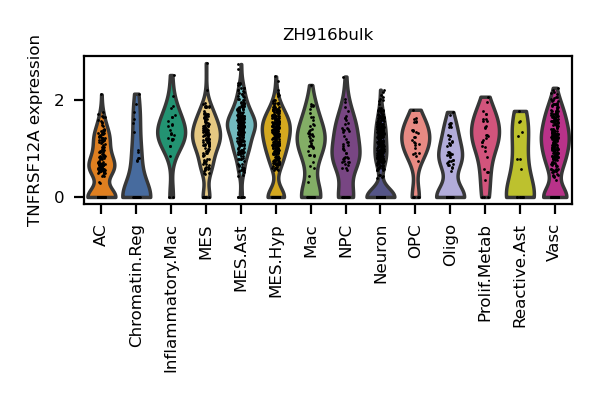 ZH916bulk
TNFRSF12A expression
2
0
AC
Chromatin.Reg
Inflammatory.Mac
MES
MES.Ast
MES.Hyp
Mac
NPC
Neuron
OPC
Oligo
Prolif.Metab
Reactive.Ast
Vasc